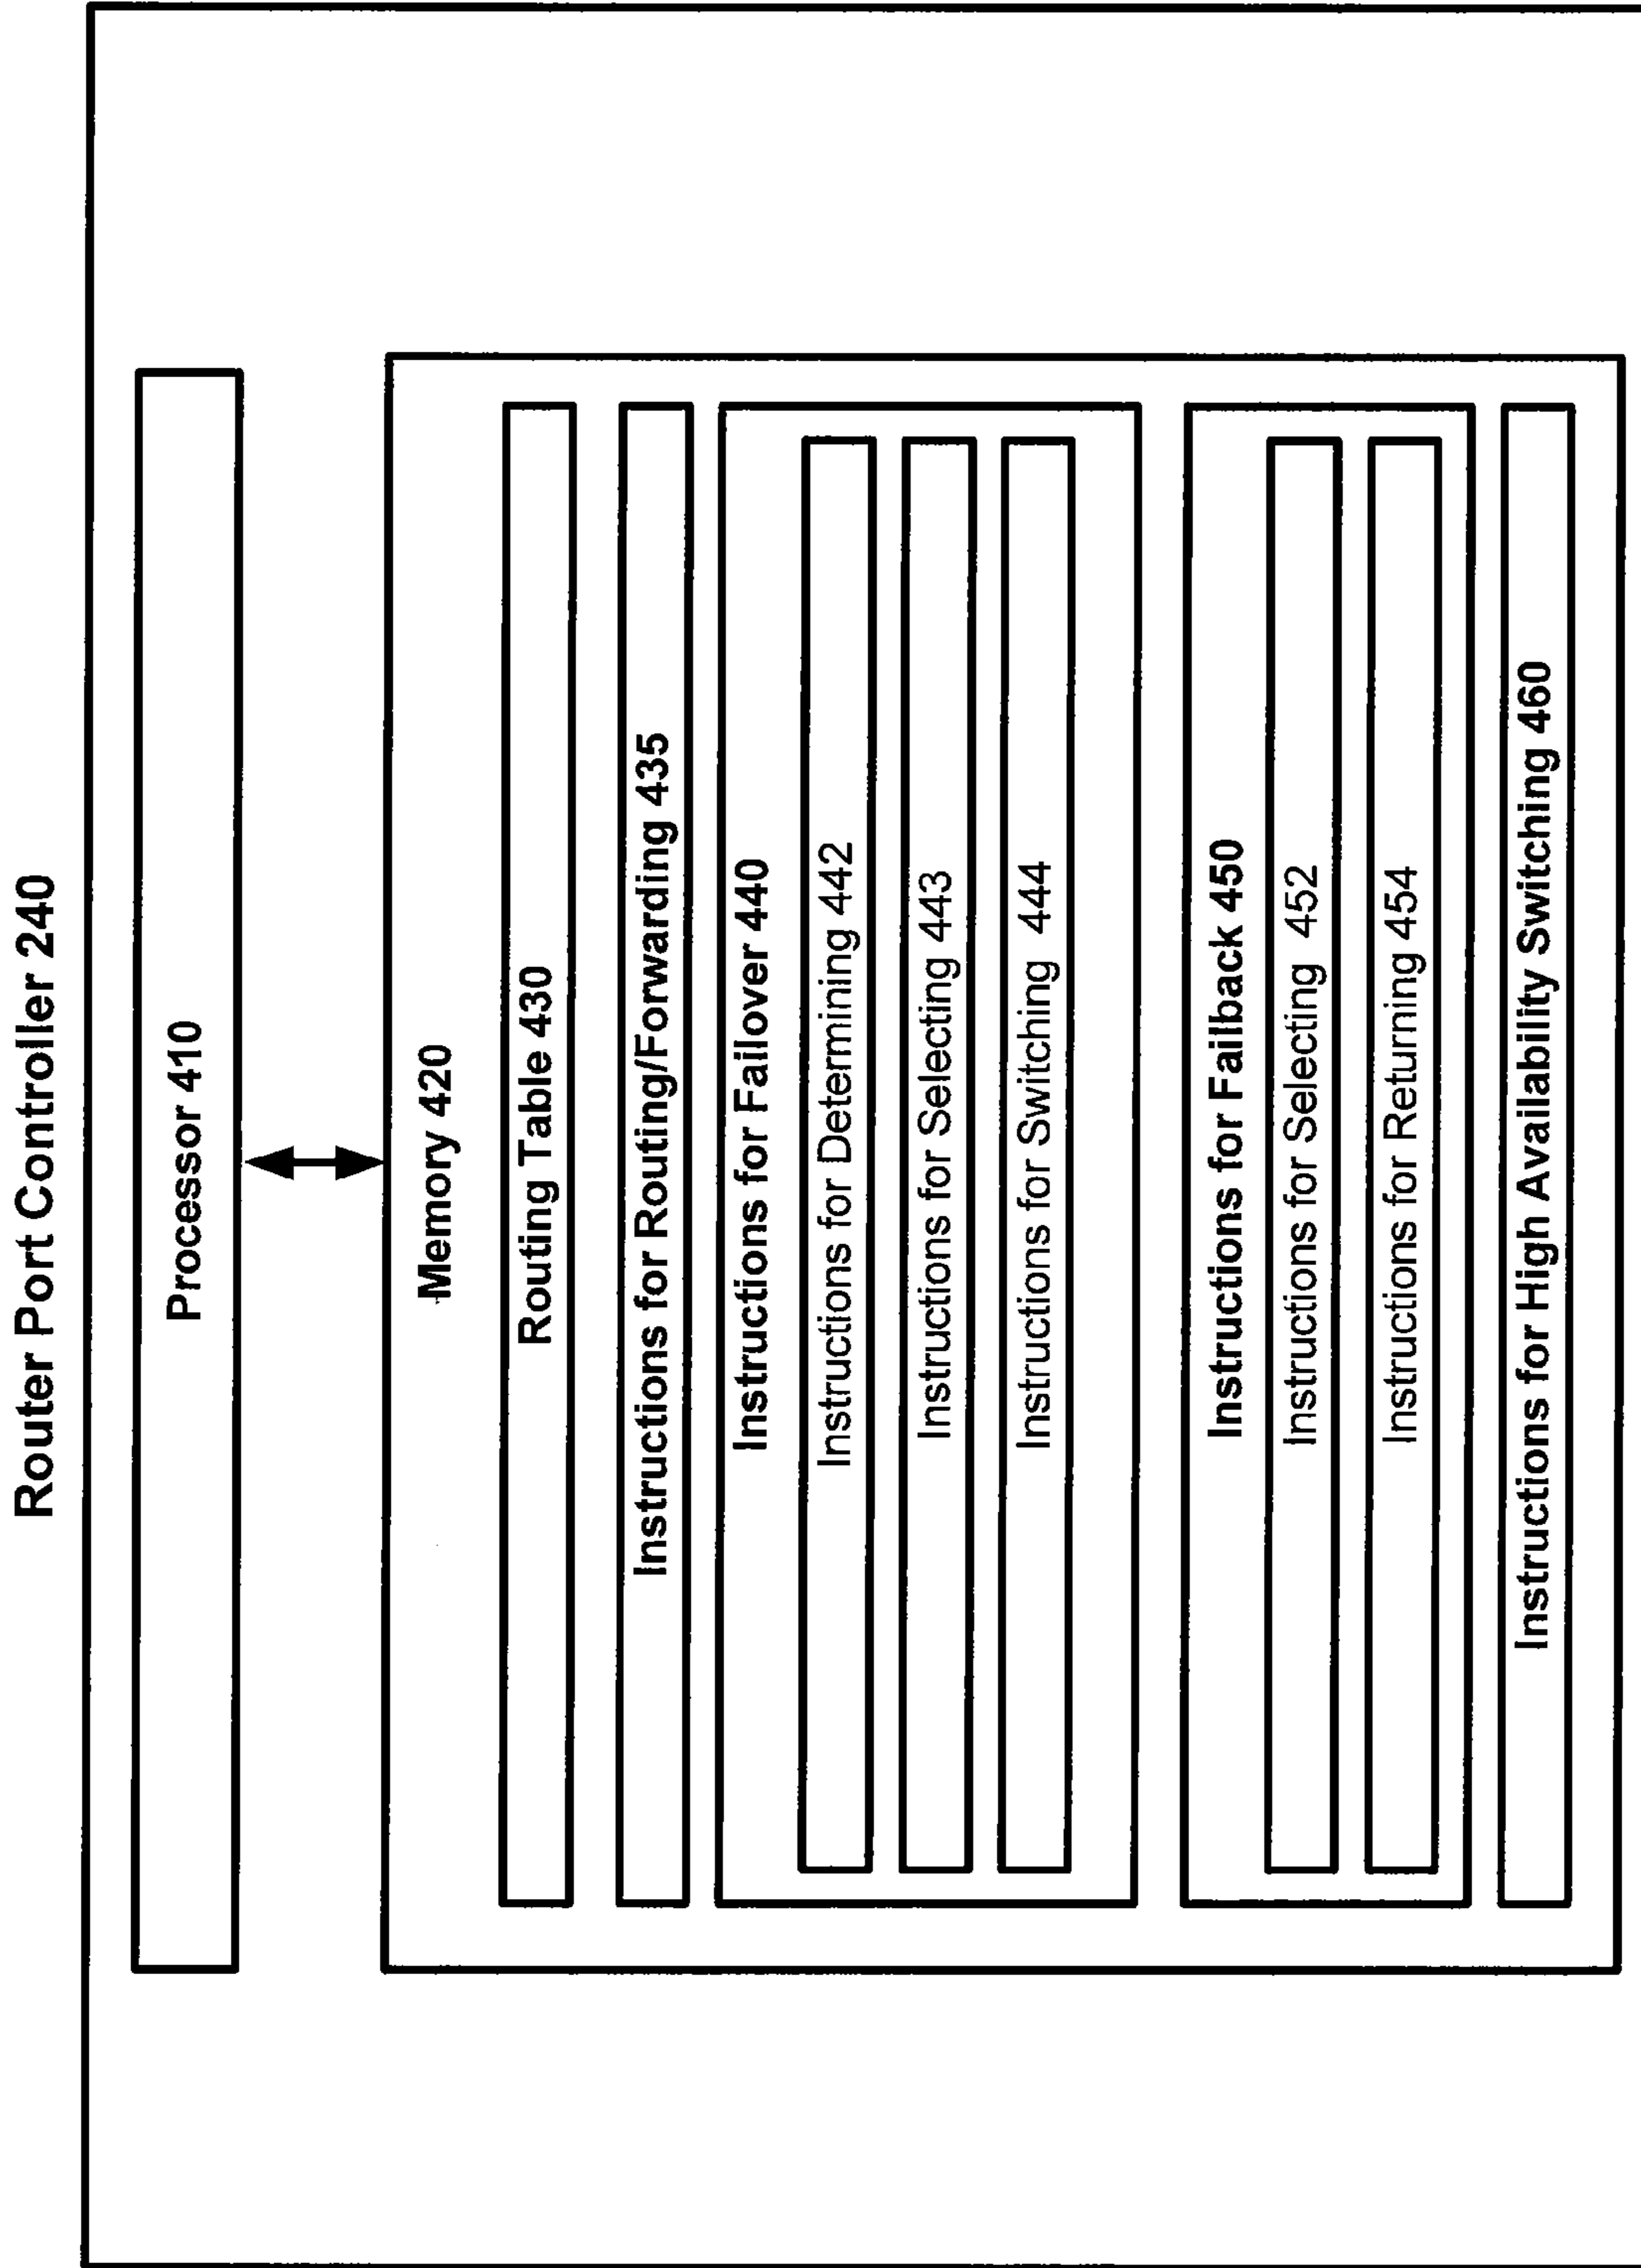 Router Port Controller 240
Processor 410
Memory 420
Routing Table 430
Instructions for Routing/Forwarding 435
Instructions for Failover 440
Instructions for Determining 442
Instructions for Selecting 443
Instructions for Switching 444
Instructions for Failback 450
Instructions for Selecting 452
Instructions for Returning 454
Instructions for High Availability Switching 460